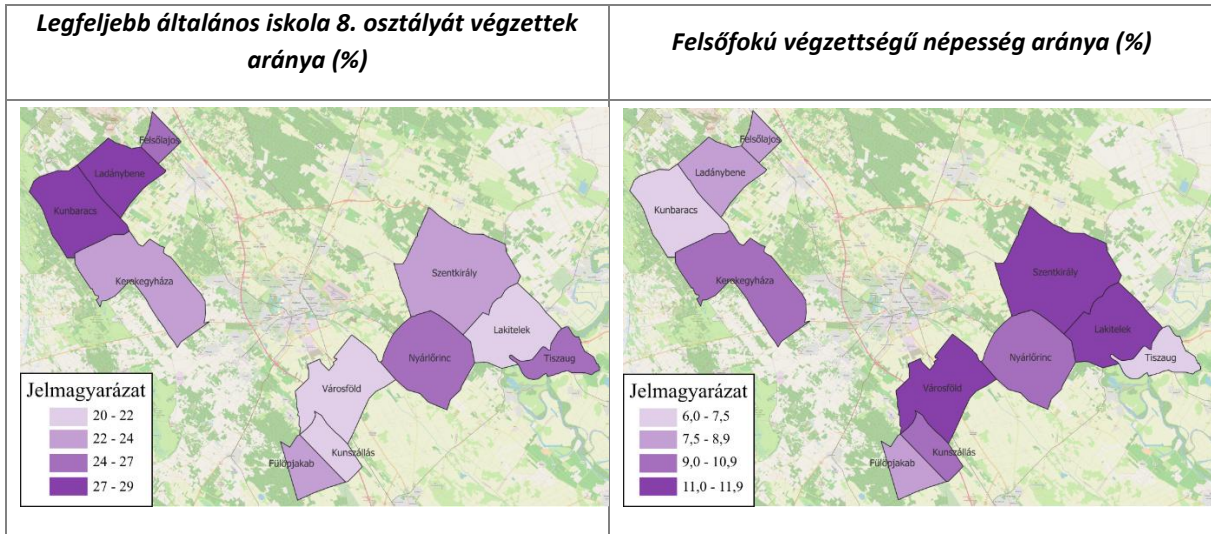 Legfeljebb általános iskola 8. osztályát végzettek
aránya (%)
Felsőfokú végzettségű népesség aránya (%)
Felsőlajos
Ladánybene
Kunbaracs
Kerekegyháza
Szentkirály
Lakitelek
Tiszaug
Nyárlőrinc
Városföld
Kunszállás
Fülöpjakab
Jelmagyarázat
20 - 22
22 - 24
24 - 27
27 - 29
Felsőlajos
Ladánybene
Kunbaracs
Kerekegyháza
Szentkirály
Lakitelek
Tiszaug
Nyárlőrinc
Városföld
Kunszállás
Fülöpjakab
Jelmagyarázat
6,0 - 7,5
7,5 - 8,9
9,0 - 10,9
11,0 - 11,9